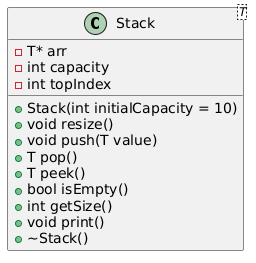 C Stack
T
T* arr
int capacity
int topIndex
Stack(int initialCapacity = 10)
void resize()
void push(T value)
T pop()
T peek()
bool isEmpty()
int getSize()
void print()
~Stack()